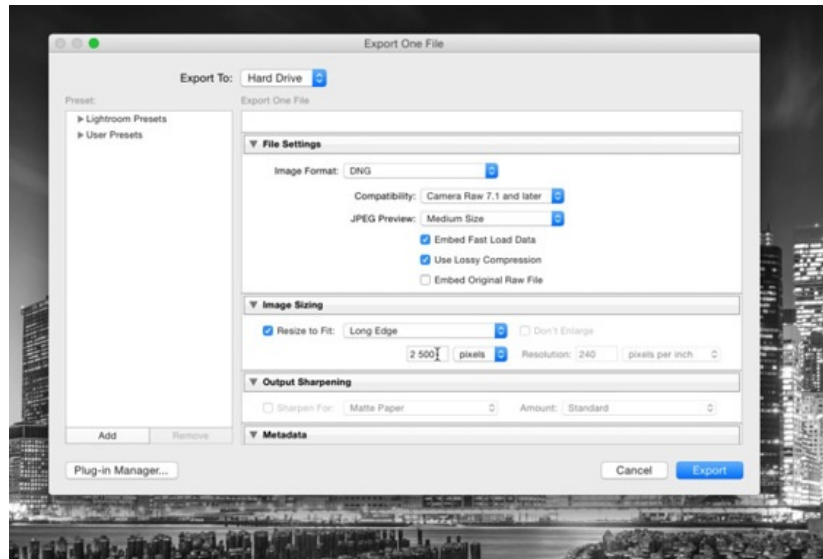 Export One File
Export To: Hard Drive
Preset:
Export One File
Lightroom Presets
User Presets
File Settings
Image Format: DNG
Compatibility: Camera Raw 7.1 and later
JPEG Preview: Medium Size
Embed Fast Load Data
Use Lossy Compression
Embed Original Raw File
Image Sizing
Resize to Fit: Long Edge
Don't Enlarge
2 500 pixels Resolution: 240 pixels per inch
Output Sharpening
Sharpen For: Matte Paper Amount: Standard
Metadata
Add Remove
Plug-in Manager... Cancel Export